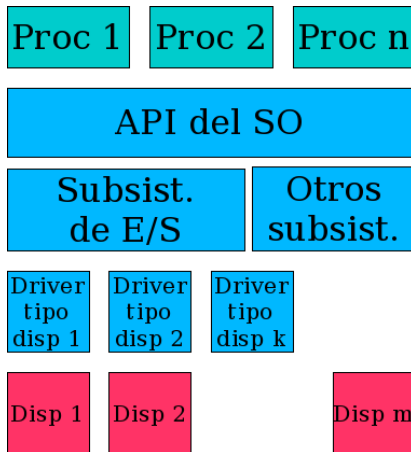 Proc 1 Proc 2 Proc n
API del SO
Subsist. Otros
de E/S subsist.
Driver Driver Driver
tipo tipo tipo
disp 1 disp 2 disp k
Disp 1 Disp 2 Disp m